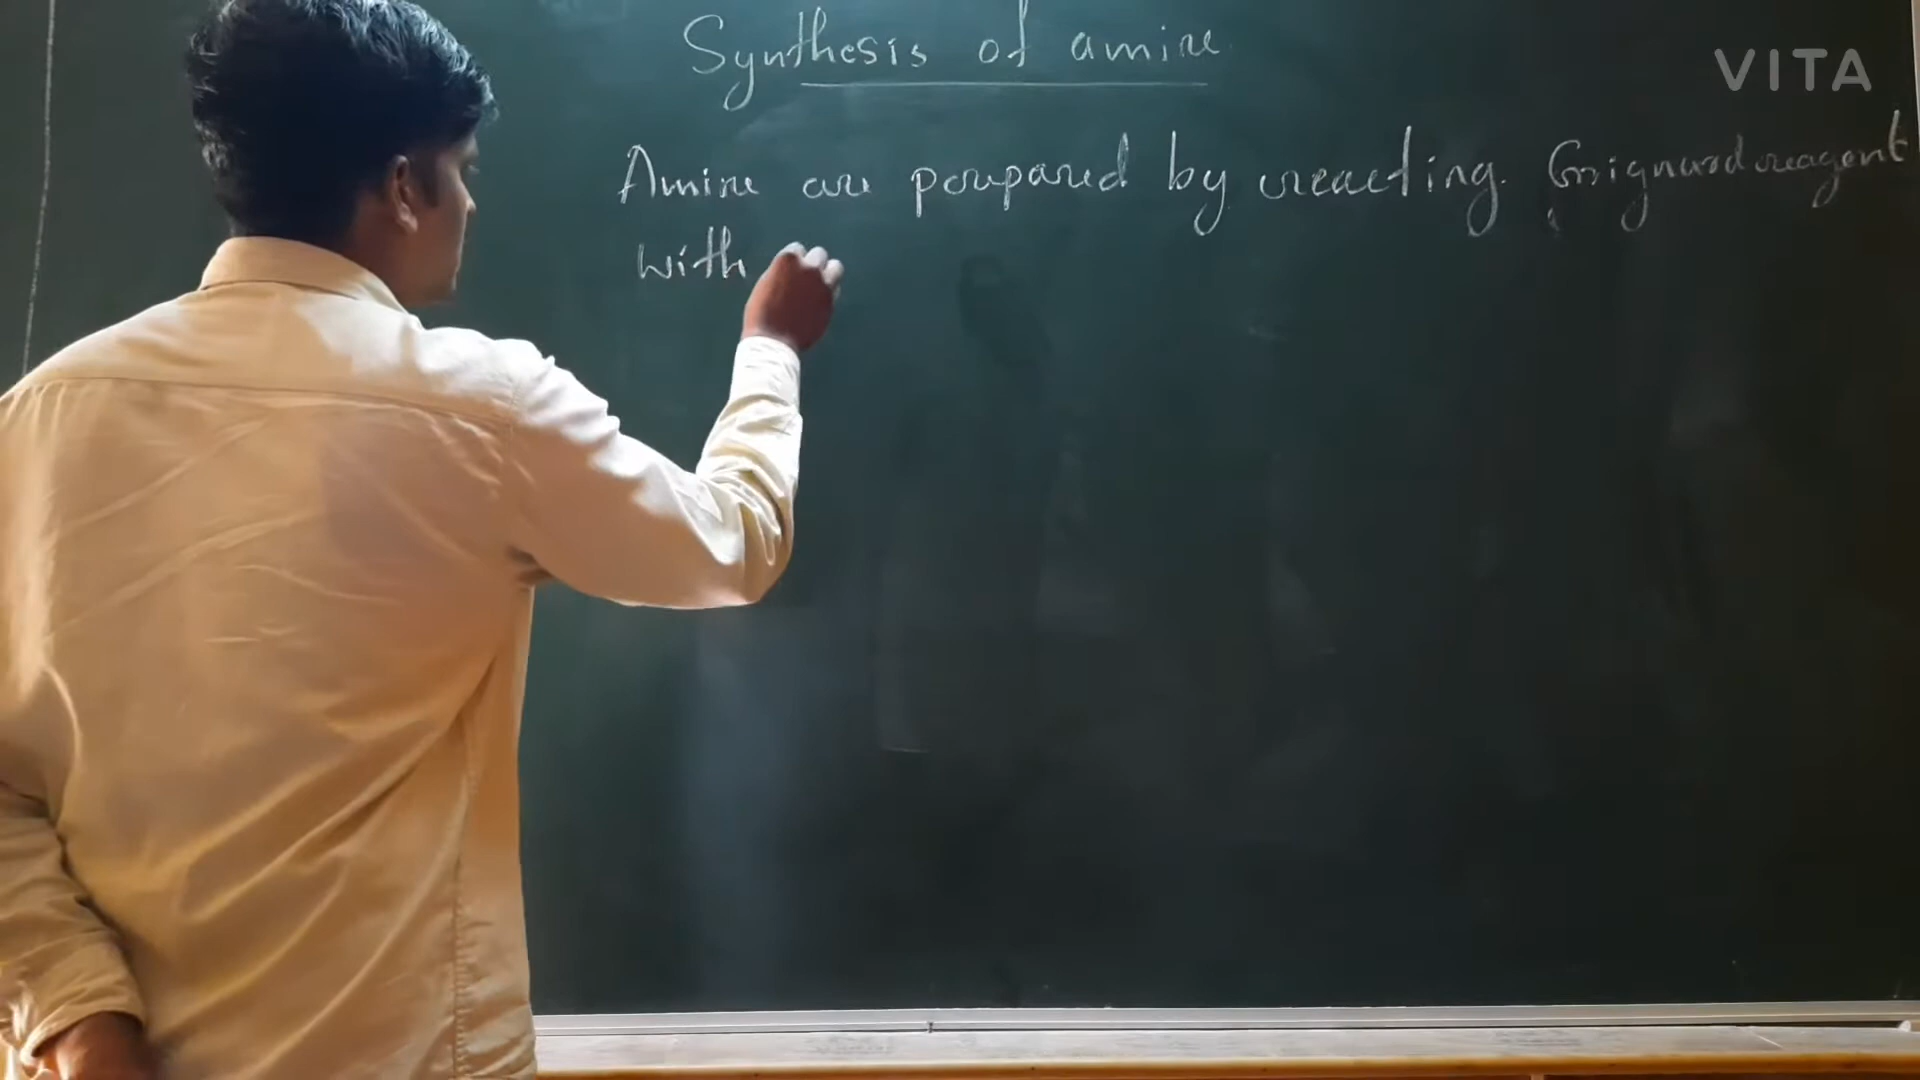 Synthesis of amine
VITA
Amine are prepared by reacting. Grignard reagent
with